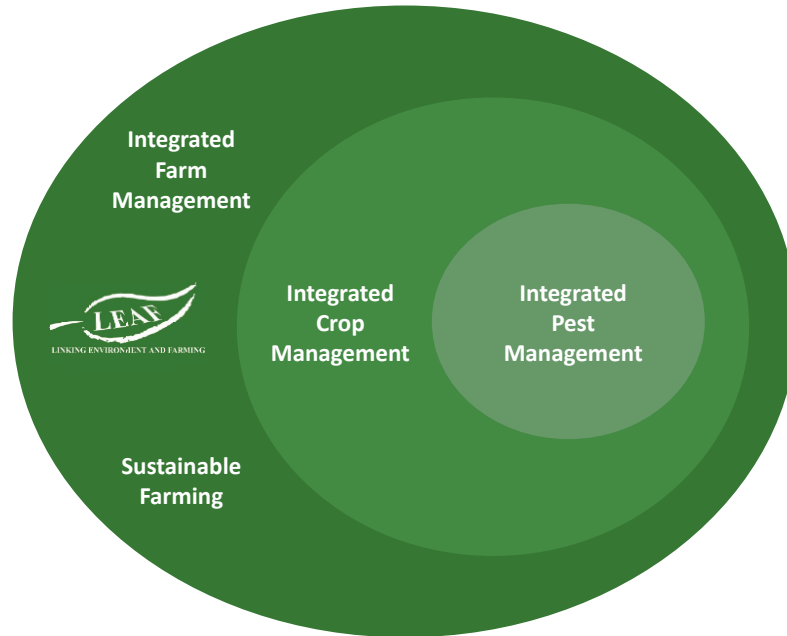 Integrated
Farm
Management
LEAF
LINKING ENVIRONMENT AND FARMING
Integrated
Crop
Management
Integrated
Pest
Management
Sustainable
Farming